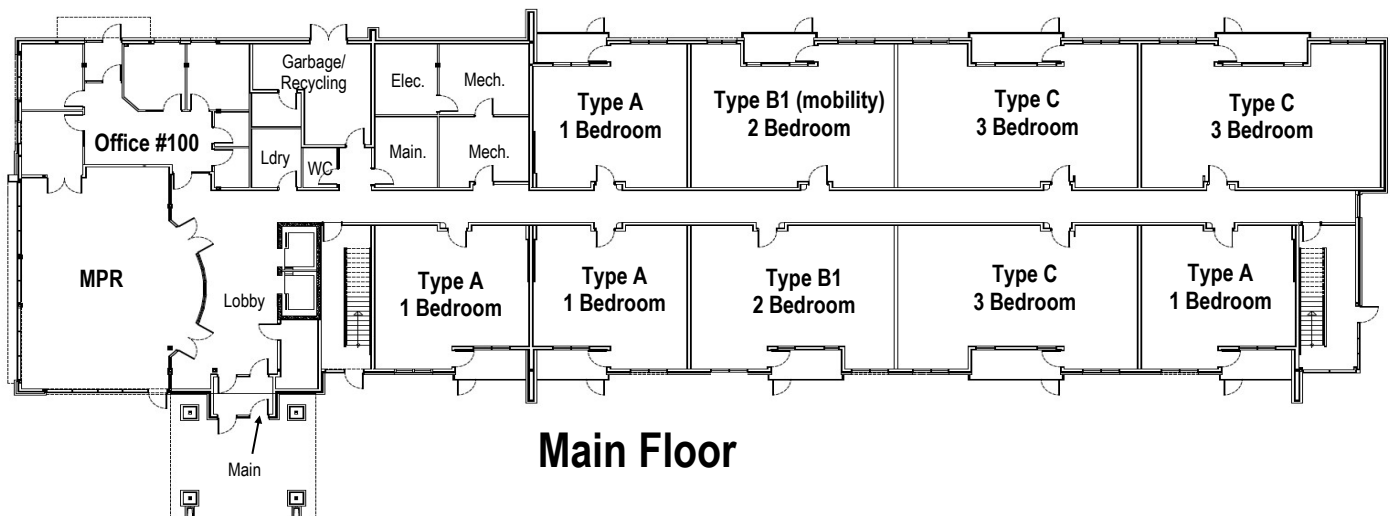 Garbage/
Recycling
Elec.
Mech.
Type A
1 Bedroom
Type B1 (mobility)
2 Bedroom
Type C
3 Bedroom
Type C
3 Bedroom
Office #100
Ldry
WC
Main.
Mech.
MPR
Lobby
Type A
1 Bedroom
Type A
1 Bedroom
Type B1
2 Bedroom
Type C
3 Bedroom
Type A
1 Bedroom
Main
Main Floor